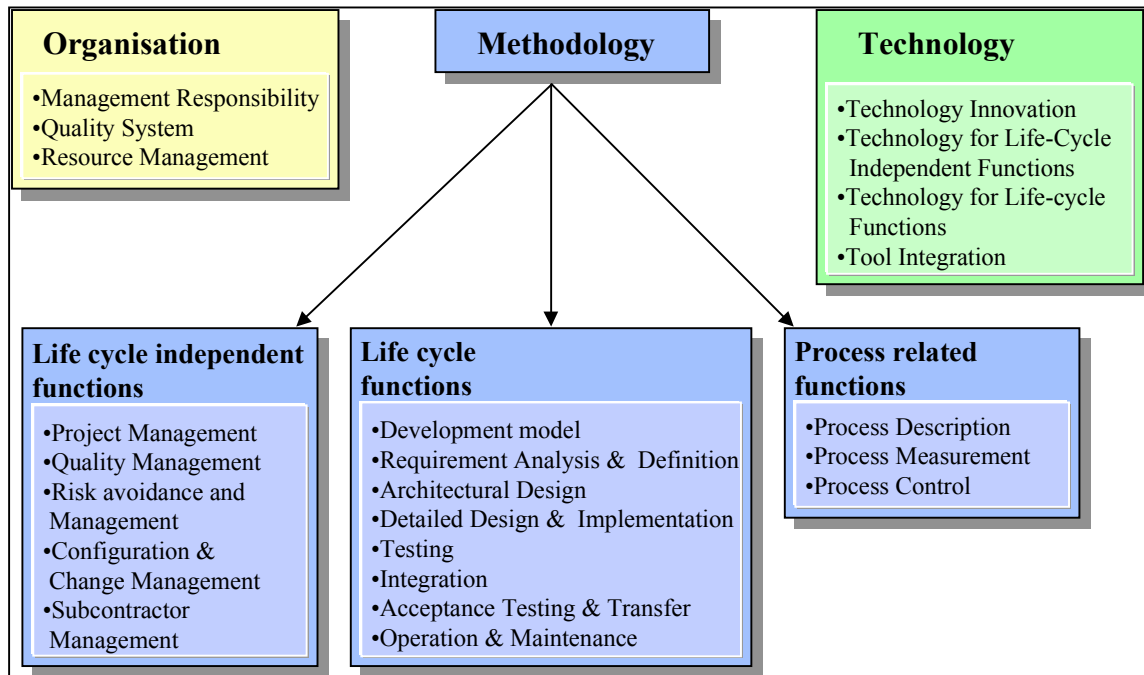 Organisation
•Management Responsibility
•Quality System
•Resource Management
Methodology
Technology
•Technology Innovation
•Technology for Life-Cycle
Independent Functions
•Technology for Life-cycle
Functions
•Tool Integration
Life cycle independent
functions
•Project Management
•Quality Management
•Risk avoidance and
Management
•Configuration &
Change Management
•Subcontractor
Management
Life cycle
functions
•Development model
•Requirement Analysis & Definition
•Architectural Design
•Detailed Design & Implementation
•Testing
•Integration
•Acceptance Testing & Transfer
•Operation & Maintenance
Process related
functions
•Process Description
•Process Measurement
•Process Control